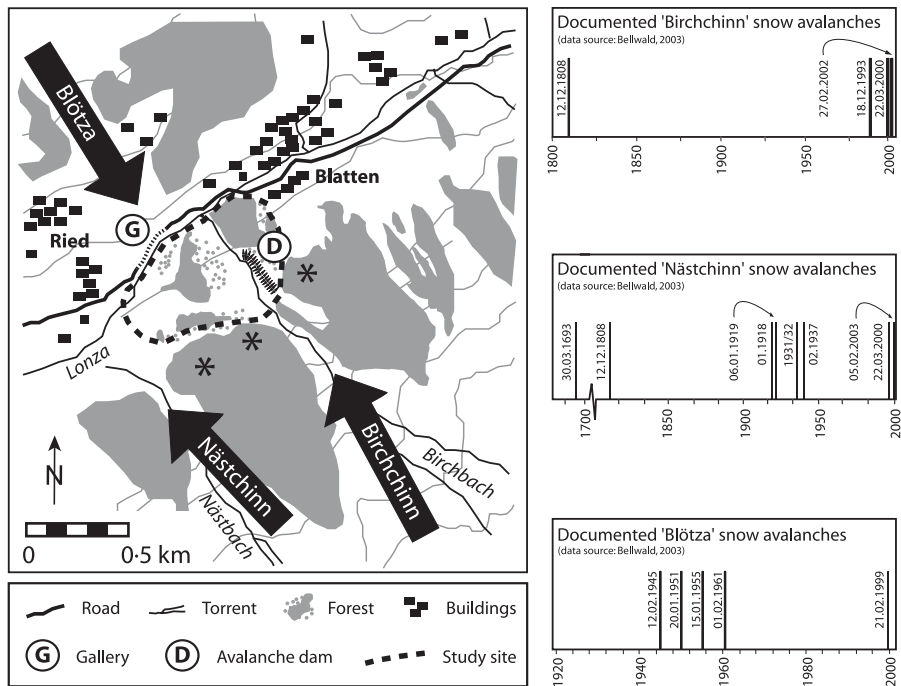 Blötza
Blatten
G
Ried
D
*
*
*
Lonza
Nästchinn
Birchchinn
Birchbach
Nästbach
N
0 0·5 km
Road Torrent Forest Buildings
G Gallery D Avalanche dam Study site
Documented 'Birchchinn' snow avalanches
(data source: Bellwald, 2003)
12.12.1808
27.02.2002
18.12.1993
22.03.2000
1800 1850 1900 1950 2000
Documented 'Nästchinn' snow avalanches
(data source: Bellwald, 2003)
30.03.1693
12.12.1808
06.01.1919
01.1918
1931/32
02.1937
05.02.2003
22.03.2000
1700 1850 1900 1950 2000
Documented 'Blötza' snow avalanches
(data source: Bellwald, 2003)
12.02.1945
20.01.1951
15.01.1955
01.02.1961
21.02.1999
1920 1940 1960 1980 2000